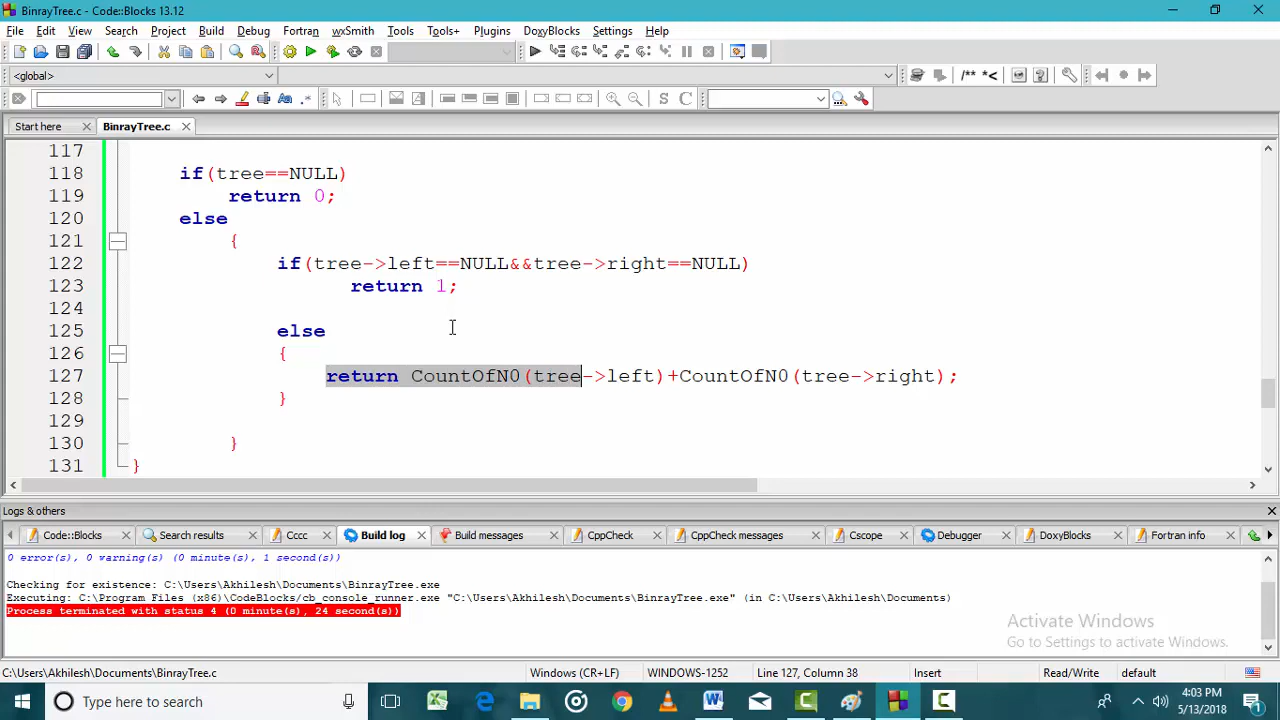 BinrayTree.c - Code::Blocks 13.12
File Edit View Search Project Build Debug Fortran wxSmith Tools Tools+ Plugins DoxyBlocks Settings Help
<global> /** *<
Aa .* S C
Start here BinrayTree.c
117
118 if(tree==NULL)
119 return 0;
120 else
121 {
122 if(tree->left==NULL&&tree->right==NULL)
123 return 1;
124
125 else
126 {
127 return CountOfN0(tree->left)+CountOfN0(tree->right);
128 }
129
130 }
131 }
Logs & others
Code::Blocks Search results Cccc Build log Build messages CppCheck CppCheck messages Cscope Debugger DoxyBlocks Fortran info
0 error(s), 0 warning(s) (0 minute(s), 1 second(s))
Checking for existence: C:\Users\Akhilesh\Documents\BinrayTree.exe
Executing: C:\Program Files (x86)\CodeBlocks/cb_console_runner.exe "C:\Users\Akhilesh\Documents\BinrayTree.exe" (in C:\Users\Akhilesh\Documents)
Process terminated with status 4 (0 minute(s), 24 second(s))
Activate Windows
Go to Settings to activate Windows.
C:\Users\Akhilesh\Documents\BinrayTree.c Windows (CR+LF) WINDOWS-1252 Line 127, Column 38 Insert Read/Write default
Type here to search 4:03 PM
5/13/2018